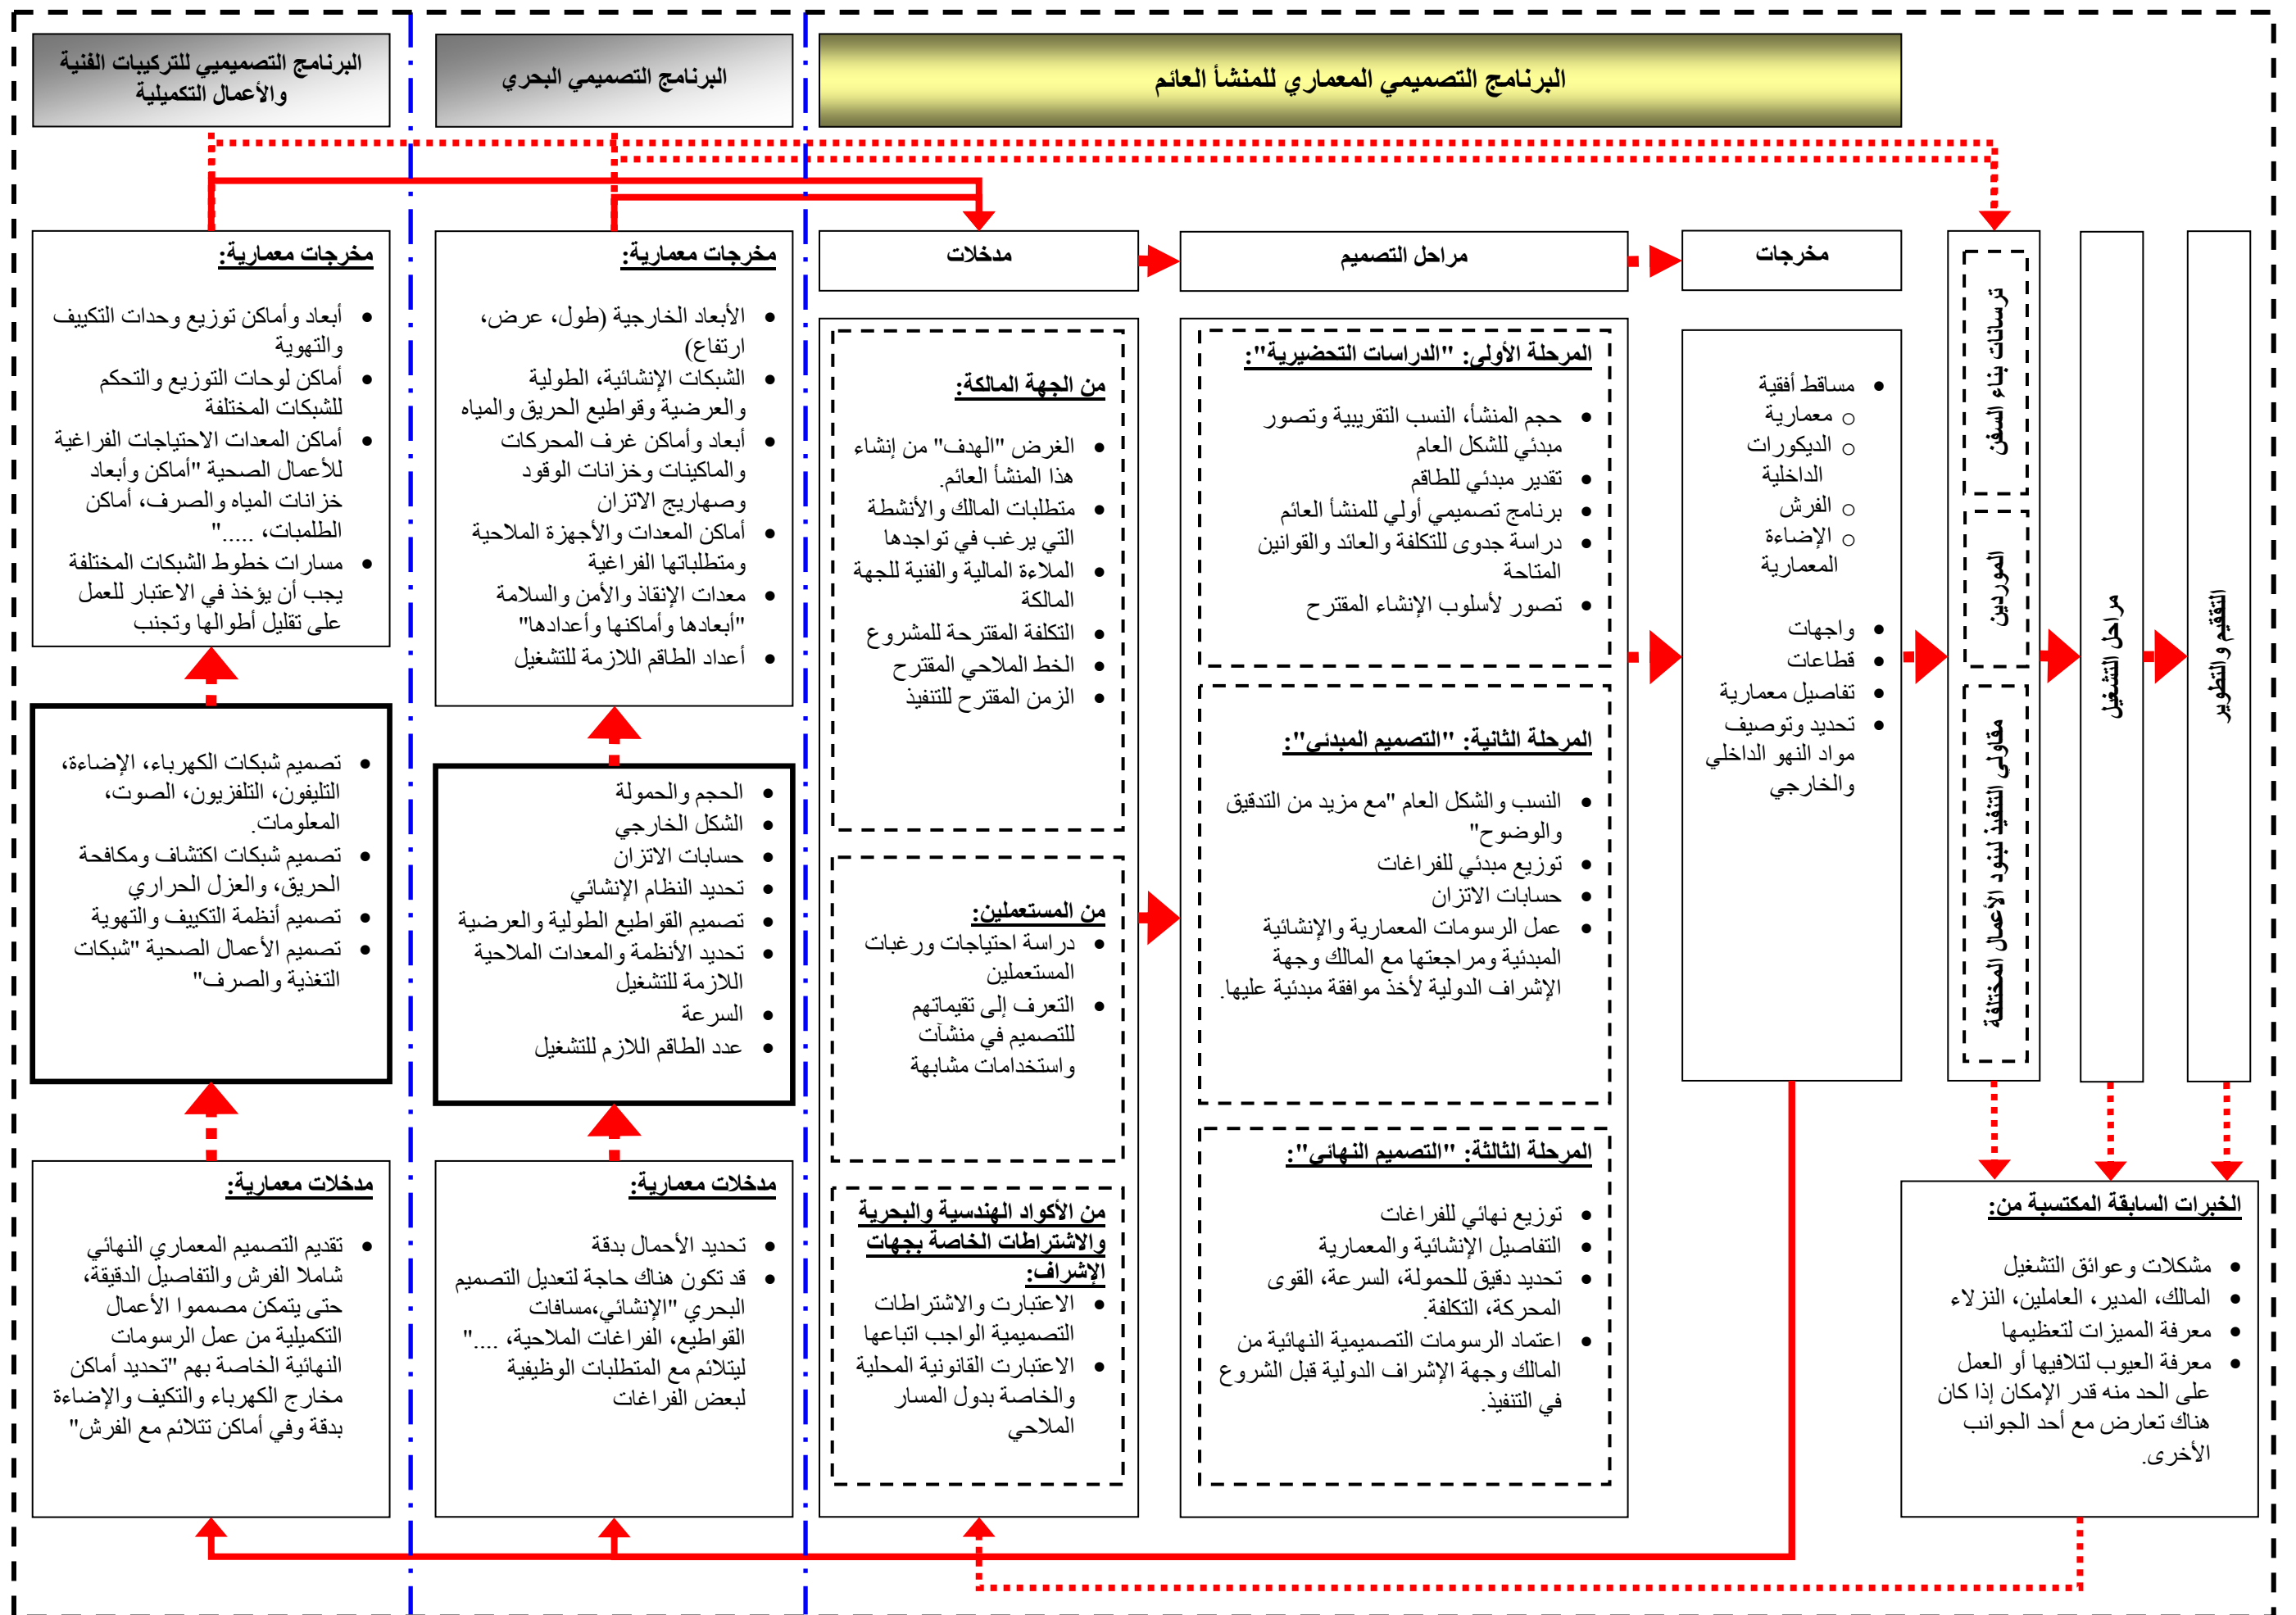 البرنامج التصميمي المعماري للمنشأ العائم
البرنامج التصميمي البحري
البرنامج التصميميي للتركيبات الفنية
والأعمال التكميلية
التققيم والتطوير
مراحل التشغيل
ترسانات بناء السفن
الموردين
مقاولي التنفيذ لبنود الأعمال المختلفة
مخرجات
مساقط أفقية
معمارية
الديكورات
الداخلية
الفرش
الإضاءة
المعمارية
واجهات
قطاعات
تفاصيل معمارية
تحديد وتوصيف
مواد النهو الداخلي
والخارجي
مراحل التصميم
المرحلة الأولى: "الدراسات التحضيرية":
حجم المنشأ، النسب التقريبية وتصور
مبدئي للشكل العام
تقدير مبدئي للطاقم
برنامج تصميمي أولي للمنشأ العائم
دراسة جدوى للتكلفة والعائد والقوانين
المتاحة
تصور لأسلوب الإنشاء المقترح
المرحلة الثانية: "التصميم المبدئي":
النسب والشكل العام "مع مزيد من التدقيق
والوضوح"
توزيع مبدئي للفراغات
حسابات الاتزان
عمل الرسومات المعمارية والإنشائية
المبدئية ومراجعتها مع المالك وجهة
الإشراف الدولية لأخذ موافقة مبدئية عليها.
المرحلة الثالثة: "التصميم النهائي":
توزيع نهائي للفراغات
التفاصيل الإنشائية والمعمارية
تحديد دقيق للحمولة، السرعة، القوى
المحركة، التكلفة.
اعتماد الرسومات التصميمية النهائية من
المالك وجهة الإشراف الدولية قبل الشروع
في التنفيذ.
مدخلات
من الجهة المالكة:
الغرض "الهدف" من إنشاء
هذا المنشأ العائم.
متطلبات المالك والأنشطة
التي يرغب في تواجدها
الملاءة المالية والفنية للجهة
المالكة
التكلفة المقترحة للمشروع
الخط الملاحي المقترح
الزمن المقترح للتنفيذ
من المستعملين:
دراسة احتياجات ورغبات
المستعملين
التعرف إلى تقيماتهم
للتصميم في منشآت
واستخدامات مشابهة
من الأكواد الهندسية والبحرية
والاشتراطات الخاصة بجهات
الإشراف:
الاعتبارت والاشتراطات
التصميمية الواجب اتباعها
الاعتبارت القانونية المحلية
والخاصة بدول المسار
الملاحي
مخرجات معمارية:
الأبعاد الخارجية (طول، عرض،
ارتفاع)
الشبكات الإنشائية، الطولية
والعرضية وقواطيع الحريق والمياه
أبعاد وأماكن غرف المحركات
والماكينات وخزانات الوقود
وصهاريج الاتزان
أماكن المعدات والأجهزة الملاحية
ومتطلباتها الفراغية
معدات الإنقاذ والأمن والسلامة
"أبعادها وأماكنها وأعدادها"
أعداد الطاقم اللازمة للتشغيل
الحجم والحمولة
الشكل الخارجي
حسابات الاتزان
تحديد النظام الإنشائي
تصميم القواطيع الطولية والعرضية
تحديد الأنظمة والمعدات الملاحية
اللازمة للتشغيل
السرعة
عدد الطاقم اللازم للتشغيل
مدخلات معمارية:
تحديد الأحمال بدقة
قد تكون هناك حاجة لتعديل التصميم
البحري "الإنشائي،مسافات
القواطيع، الفراغات الملاحية، ...."
ليتلائم مع المتطلبات الوظيفية
لبعض الفراغات
مخرجات معمارية:
أبعاد وأماكن توزيع وحدات التكييف
والتهوية
أماكن لوحات التوزيع والتحكم
للشبكات المختلفة
أماكن المعدات الاحتياجات الفراغية
للأعمال الصحية "أماكن وأبعاد
خزانات المياه والصرف، أماكن
الطلمبات، ....."
مسارات خطوط الشبكات المختلفة
يجب أن يؤخذ في الاعتبار للعمل
على تقليل أطوالها وتجنب
تصميم شبكات الكهرباء، الإضاءة،
التليفون، التلفزيون، الصوت،
المعلومات.
تصميم شبكات اكتشاف ومكافحة
الحريق، والعزل الحراري
تصميم أنظمة التكييف والتهوية
تصميم الأعمال الصحية "شبكات
التغذية والصرف"
مدخلات معمارية:
تقديم التصميم المعماري النهائي
شاملا الفرش والتفاصيل الدقيقة،
حتى يتمكن مصمموا الأعمال
التكميلية من عمل الرسومات
النهائية الخاصة بهم "تحديد أماكن
مخارج الكهرباء والتكيف والإضاءة
بدقة وفي أماكن تتلائم مع الفرش"
الخبرات السابقة المكتسبة من:
مشكلات وعوائق التشغيل
المالك، المدير، العاملين، النزلاء
معرفة المميزات لتعظيمها
معرفة العيوب لتلافيها أو العمل
على الحد منه قدر الإمكان إذا كان
هناك تعارض مع أحد الجوانب
الأخرى.